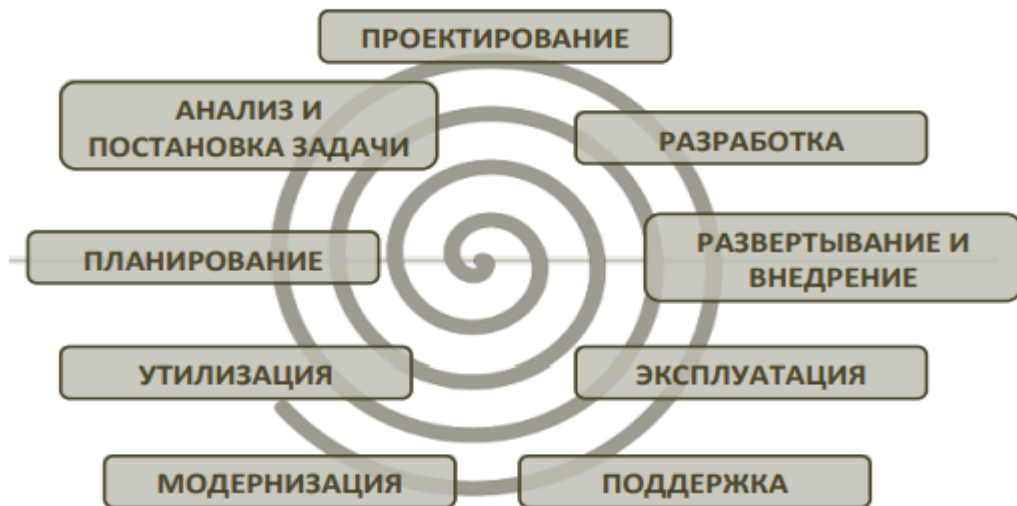 ПРОЕКТИРОВАНИЕ
АНАЛИЗ И
ПОСТАНОВКА ЗАДАЧИ
РАЗРАБОТКА
ПЛАНИРОВАНИЕ
РАЗВЕРТЫВАНИЕ И
ВНЕДРЕНИЕ
УТИЛИЗАЦИЯ
ЭКСПЛУАТАЦИЯ
МОДЕРНИЗАЦИЯ
ПОДДЕРЖКА